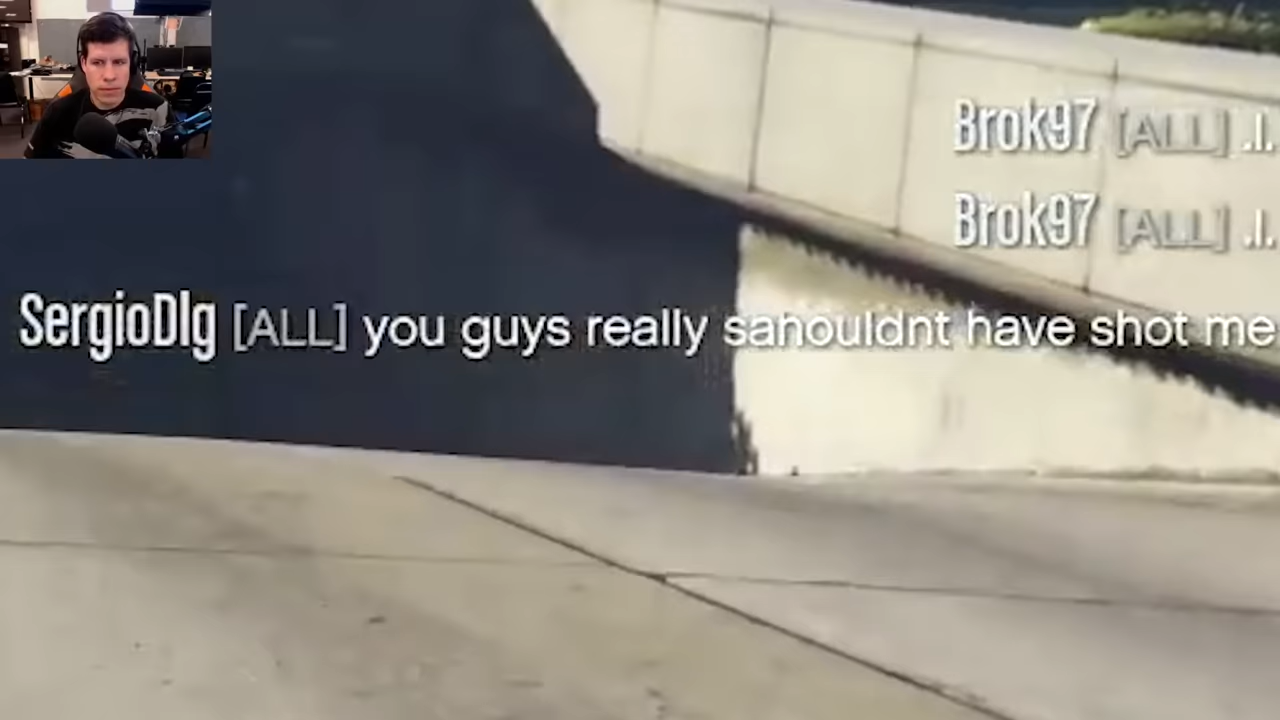 Brok97 [ALL] .I.
Brok97 [ALL] .I.
SergioDlg [ALL] you guys really sahouldnt have shot me